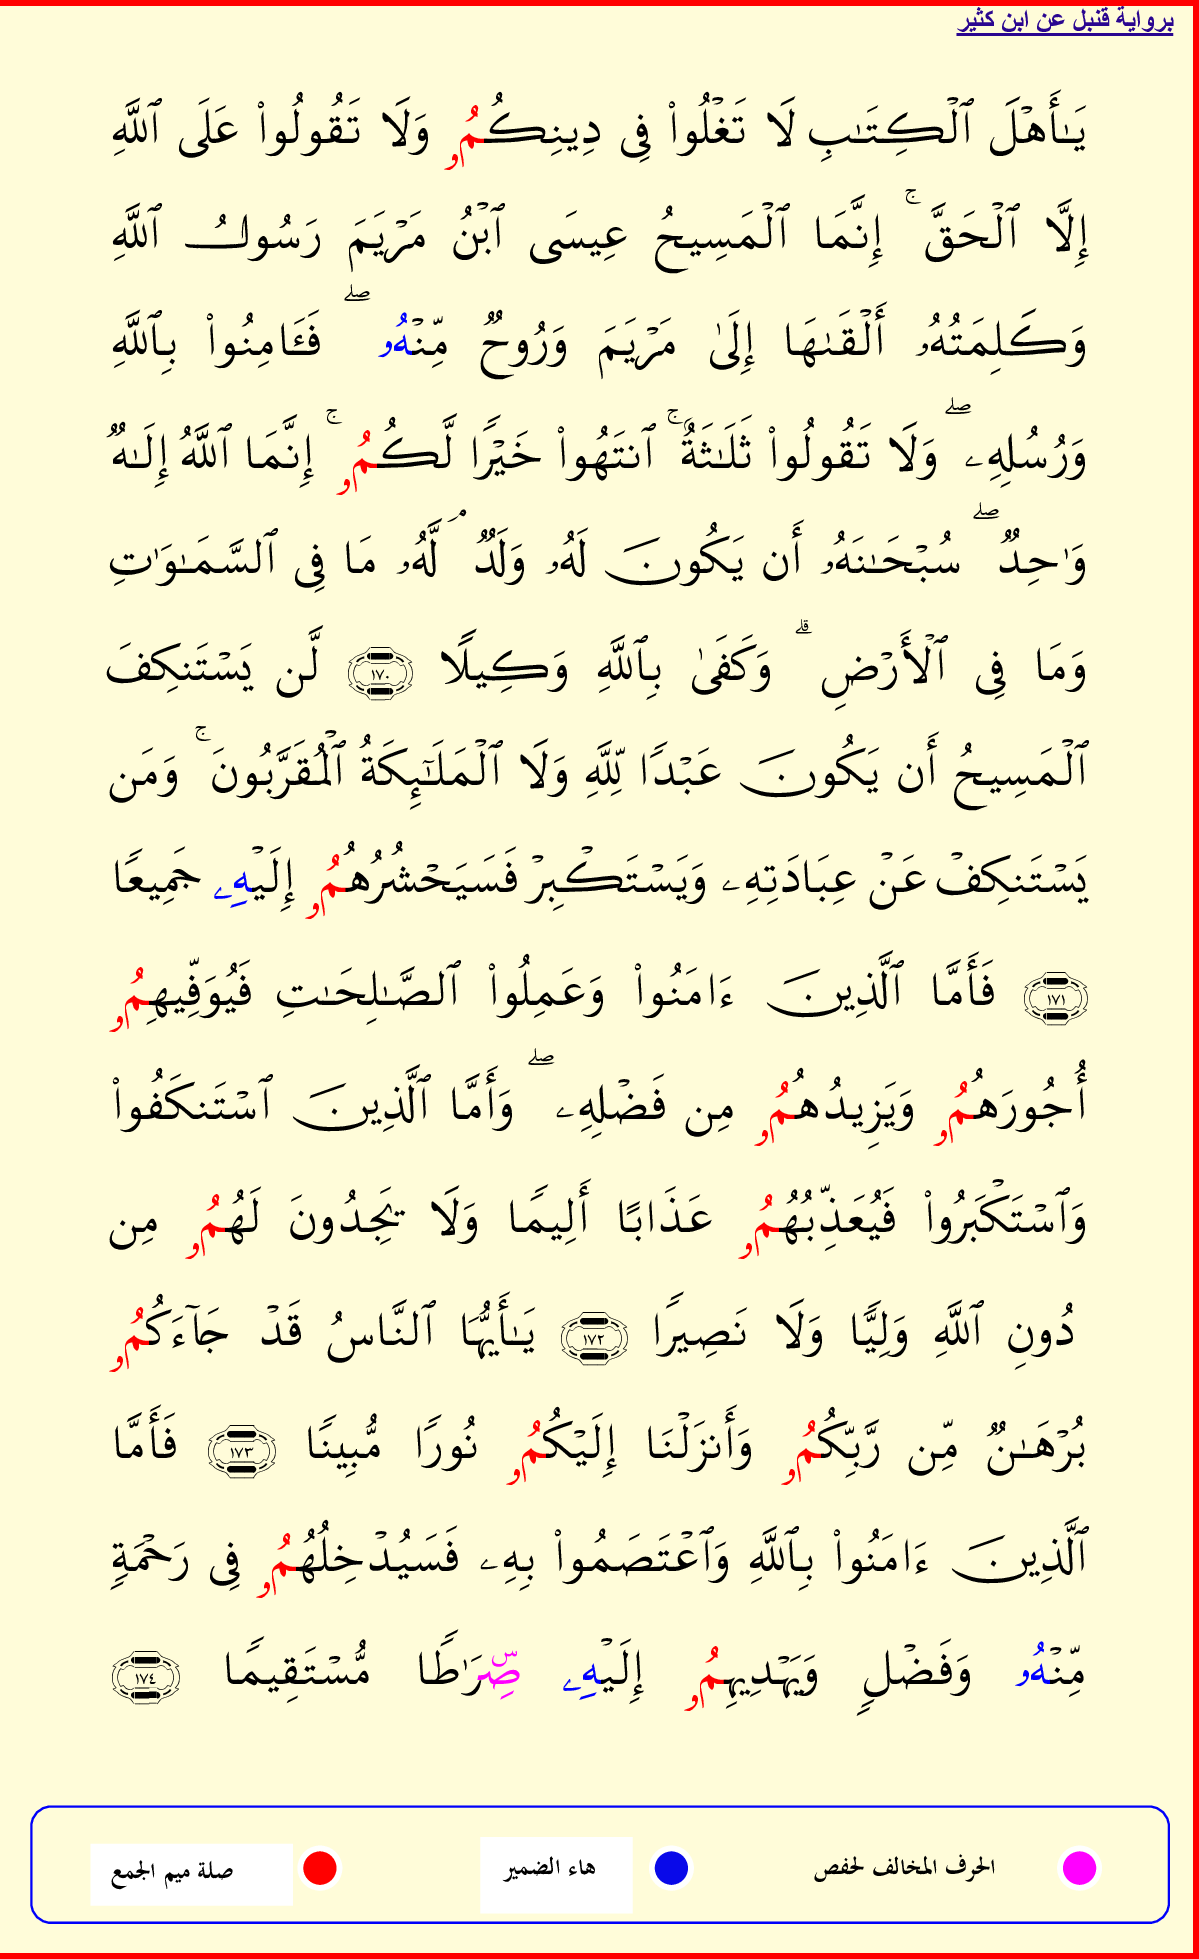 برواية قنبل عن ابن كثير
يَـٰٓأَهۡلَ ٱلۡكِتَـٰبِ لَا تَغۡلُوا۟ فِى دِينِكُمُۥ وَلَا تَقُولُوا۟ عَلَى ٱللَّهِ
إِلَّا ٱلۡحَقَّ ۚ إِنَّمَا ٱلۡمَسِيحُ عِيسَى ٱبۡنُ مَرۡيَمَ رَسُولُ ٱللَّهِ
وَكَلِمَتُهُۥ أَلۡقَىٰهَا إِلَىٰ مَرۡيَمَ وَرُوحٌ مِّنۡهُۥ ۖ فَـَٔامِنُوا۟ بِٱللَّهِ
وَرُسُلِهِۦ ۖ وَلَا تَقُولُوا۟ ثَلَـٰثَةٌ ۚ ٱنتَهُوا۟ خَيۡرًا لَّكُمُۥ ۚ إِنَّمَا ٱللَّهُ إِلَـٰهٌ
وَٰحِدٌ ۖ سُبۡحَـٰنَهُۥ أَن يَكُونَ لَهُۥ وَلَدٌ ۘ لَّهُۥ مَا فِى ٱلسَّمَـٰوَٰتِ
وَمَا فِى ٱلۡأَرۡضِ ۗ وَكَفَىٰ بِٱللَّهِ وَكِيلًا ١٧٠ لَّن يَسۡتَنكِفَ
ٱلۡمَسِيحُ أَن يَكُونَ عَبۡدًا لِّلَّهِ وَلَا ٱلۡمَلَـٰٓئِكَةُ ٱلۡمُقَرَّبُونَ ۚ وَمَن
يَسۡتَنكِفۡ عَنۡ عِبَادَتِهِۦ وَيَسۡتَكۡبِرۡ فَسَيَحۡشُرُهُمُۥ إِلَيۡهِۦ جَمِيعًا
١٧١ فَأَمَّا ٱلَّذِينَ ءَامَنُوا۟ وَعَمِلُوا۟ ٱلصَّـٰلِحَـٰتِ فَيُوَفِّيهِمُۥ
أُجُورَهُمُۥ وَيَزِيدُهُمُۥ مِن فَضۡلِهِۦ ۖ وَأَمَّا ٱلَّذِينَ ٱسۡتَنكَفُوا۟
وَٱسۡتَكۡبَرُوا۟ فَيُعَذِّبُهُمُۥ عَذَابًا أَلِيمًا وَلَا يَجِدُونَ لَهُمُۥ مِن
دُونِ ٱللَّهِ وَلِيًّا وَلَا نَصِيرًا ١٧٢ يَـٰٓأَيُّهَا ٱلنَّاسُ قَدۡ جَآءَكُمُۥ
بُرۡهَـٰنٌ مِّن رَّبِّكُمُۥ وَأَنزَلۡنَا إِلَيۡكُمُۥ نُورًا مُّبِينًا ١٧٣ فَأَمَّا
ٱلَّذِينَ ءَامَنُوا۟ بِٱللَّهِ وَٱعۡتَصَمُوا۟ بِهِۦ فَسَيُدۡخِلُهُمُۥ فِى رَحۡمَةٍ
مِّنۡهُۥ وَفَضۡلٍ وَيَهۡدِيهِمُۥ إِلَيۡهِۦ صِّۜرَٰطًا مُّسۡتَقِيمًا ١٧٤
الحرف المخالف لحفص هاء الضمير صلة ميم الجمع